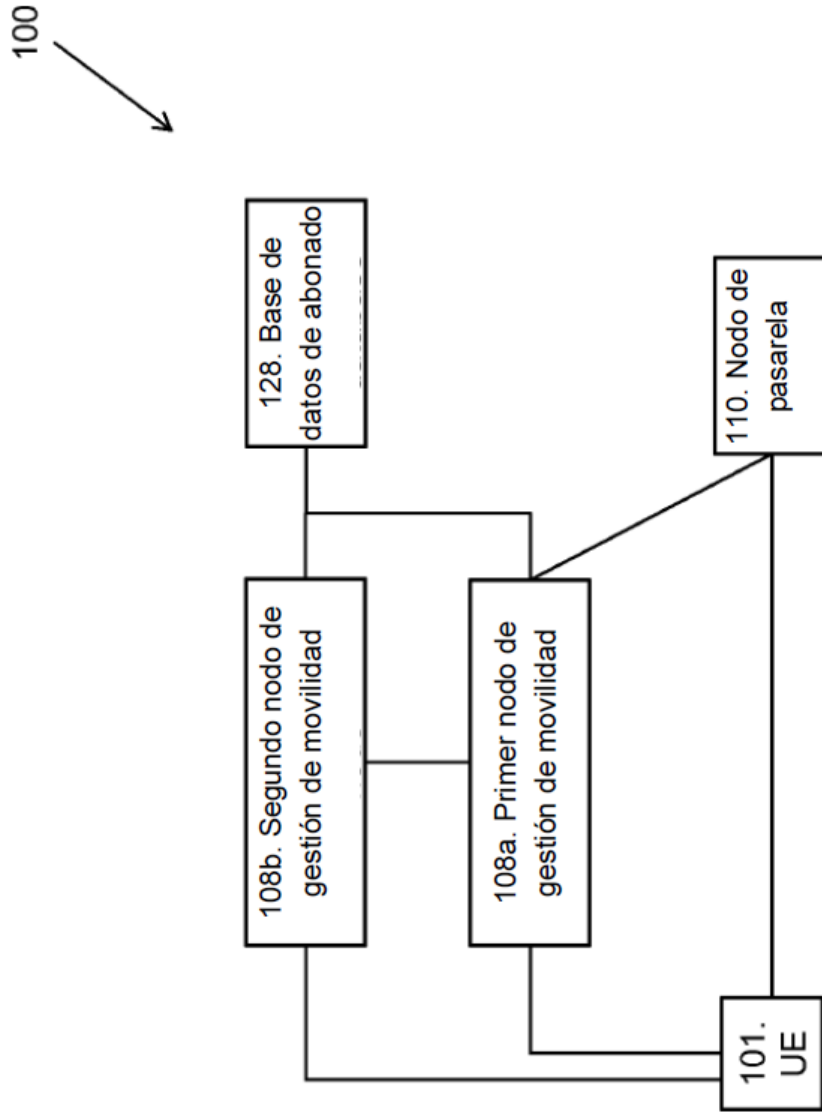 100
108b. Segundo nodo de
gestión de movilidad
128. Base de
datos de abonado
108a. Primer nodo de
gestión de movilidad
101.
UE
110. Nodo de
pasarela